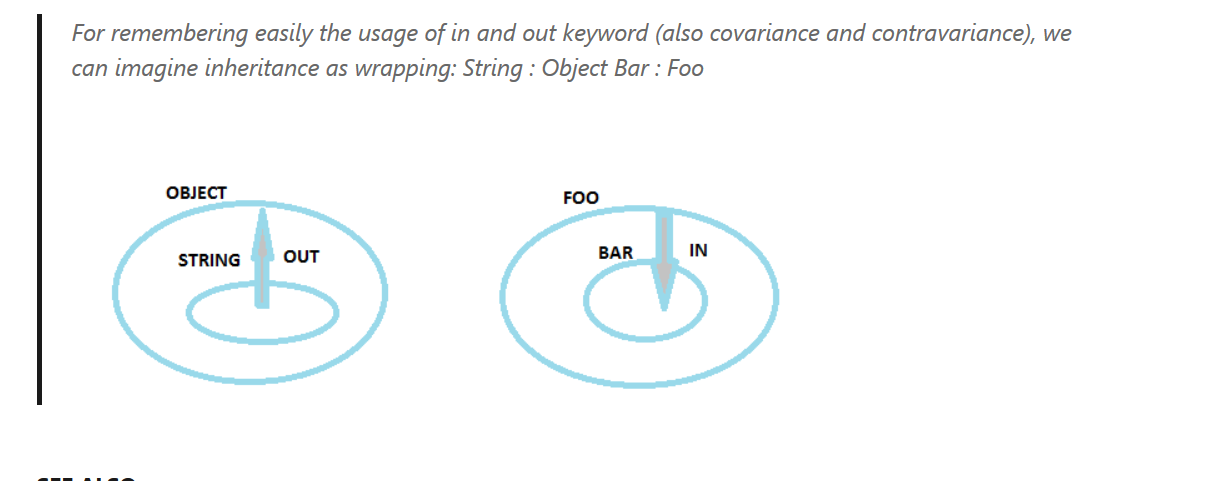 For remembering easily the usage of in and out keyword (also covariance and contravariance), we
can imagine inheritance as wrapping: String : Object Bar : Foo
OBJECT
STRING
OUT
FOO
BAR
IN